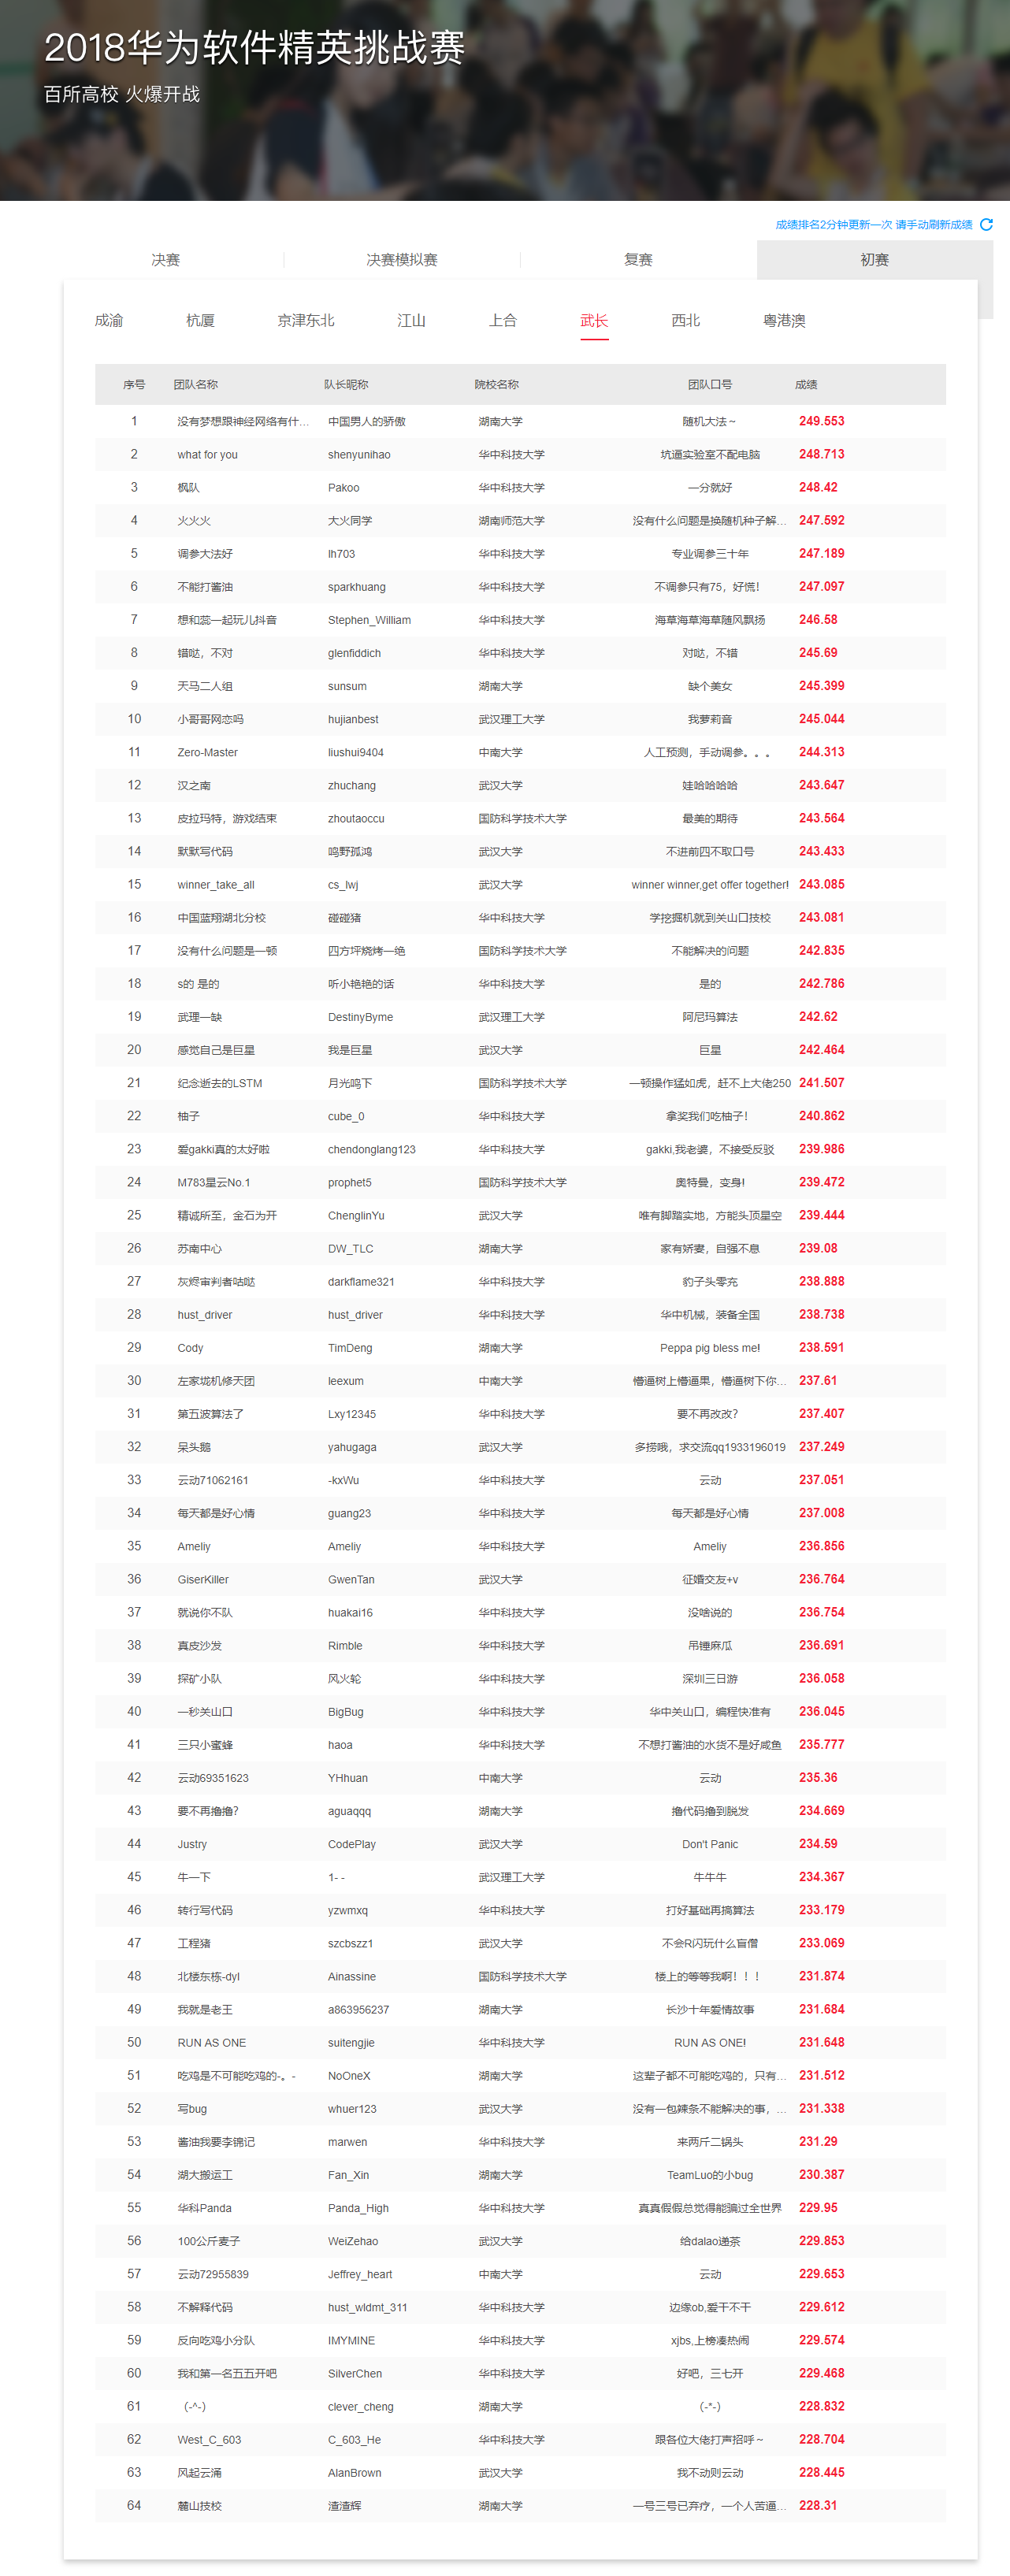 2018华为软件精英挑战赛
百所高校 火爆开战
成绩排名2分钟更新一次 请手动刷新成绩
决赛 决赛模拟赛 复赛 初赛
成渝 杭厦 京津东北 江山 上合 武长 西北 粤港澳
序号 团队名称 队长昵称 院校名称 团队口号 成绩
1 没有梦想跟神经网络有什... 中国男人的骄傲 湖南大学 随机大法～ 249.553
2 what for you shenyunihao 华中科技大学 坑逼实验室不配电脑 248.713
3 枫队 Pakoo 华中科技大学 一分就好 248.42
4 火火火 大火同学 湖南师范大学 没有什么问题是换随机种子解... 247.592
5 调参大法好 lh703 华中科技大学 专业调参三十年 247.189
6 不能打酱油 sparkhuang 华中科技大学 不调参只有75，好慌！ 247.097
7 想和蕊一起玩儿抖音 Stephen_William 华中科技大学 海草海草海草随风飘扬 246.58
8 错哒，不对 glenfiddich 华中科技大学 对哒，不错 245.69
9 天马二人组 sunsum 湖南大学 缺个美女 245.399
10 小哥哥网恋吗 hujianbest 武汉理工大学 我萝莉音 245.044
11 Zero-Master liushui9404 中南大学 人工预测，手动调参。。。 244.313
12 汉之南 zhuchang 武汉大学 娃哈哈哈哈 243.647
13 皮拉玛特，游戏结束 zhoutaoccu 国防科学技术大学 最美的期待 243.564
14 默默写代码 鸣野孤鸿 武汉大学 不进前四不取口号 243.433
15 winner_take_all cs_lwj 武汉大学 winner winner,get offer together! 243.085
16 中国蓝翔湖北分校 碰碰猪 华中科技大学 学挖掘机就到关山口技校 243.081
17 没有什么问题是一顿 四方坪烧烤一绝 国防科学技术大学 不能解决的问题 242.835
18 s的 是的 听小艳艳的话 华中科技大学 是的 242.786
19 武理一缺 DestinyByme 武汉理工大学 阿尼玛算法 242.62
20 感觉自己是巨星 我是巨星 武汉大学 巨星 242.464
21 纪念逝去的LSTM 月光鸣下 国防科学技术大学 一顿操作猛如虎，赶不上大佬250 241.507
22 柚子 cube_0 华中科技大学 拿奖我们吃柚子！ 240.862
23 爱gakki真的太好啦 chendonglang123 华中科技大学 gakki,我老婆，不接受反驳 239.986
24 M783星云No.1 prophet5 国防科学技术大学 奥特曼，变身! 239.472
25 精诚所至，金石为开 ChenglinYu 武汉大学 唯有脚踏实地，方能头顶星空 239.444
26 苏南中心 DW_TLC 湖南大学 家有娇妻，自强不息 239.08
27 灰烬审判者咕哒 darkflame321 华中科技大学 豹子头零充 238.888
28 hust_driver hust_driver 华中科技大学 华中机械，装备全国 238.738
29 Cody TimDeng 湖南大学 Peppa pig bless me! 238.591
30 左家垅机修天团 leexum 中南大学 懵逼树上懵逼果，懵逼树下你... 237.61
31 第五波算法了 Lxy12345 华中科技大学 要不再改改？ 237.407
32 呆头鹅 yahugaga 武汉大学 多捞哦，求交流qq1933196019 237.249
33 云动71062161 -kxWu 华中科技大学 云动 237.051
34 每天都是好心情 guang23 华中科技大学 每天都是好心情 237.008
35 Ameliy Ameliy 华中科技大学 Ameliy 236.856
36 GiserKiller GwenTan 武汉大学 征婚交友+v 236.764
37 就说你不队 huakai16 华中科技大学 没啥说的 236.754
38 真皮沙发 Rimble 华中科技大学 吊锤麻瓜 236.691
39 探矿小队 风火轮 华中科技大学 深圳三日游 236.058
40 一秒关山口 BigBug 华中科技大学 华中关山口，编程快准有 236.045
41 三只小蜜蜂 haoa 华中科技大学 不想打酱油的水货不是好咸鱼 235.777
42 云动69351623 YHhuan 中南大学 云动 235.36
43 要不再撸撸？ aguaqqq 湖南大学 撸代码撸到脱发 234.669
44 Justry CodePlay 武汉大学 Don't Panic 234.59
45 牛一下 1- - 武汉理工大学 牛牛牛 234.367
46 转行写代码 yzwmxq 华中科技大学 打好基础再搞算法 233.179
47 工程猪 szcbszz1 武汉大学 不会R闪玩什么盲僧 233.069
48 北楼东栋-dyl Ainassine 国防科学技术大学 楼上的等等我啊！！！ 231.874
49 我就是老王 a863956237 湖南大学 长沙十年爱情故事 231.684
50 RUN AS ONE suitengjie 华中科技大学 RUN AS ONE! 231.648
51 吃鸡是不可能吃鸡的-。- NoOneX 湖南大学 这辈子都不可能吃鸡的，只有... 231.512
52 写bug whuer123 武汉大学 没有一包辣条不能解决的事，... 231.338
53 酱油我要李锦记 marwen 华中科技大学 来两斤二锅头 231.29
54 湖大搬运工 Fan_Xin 湖南大学 TeamLuo的小bug 230.387
55 华科Panda Panda_High 华中科技大学 真真假假总觉得能骗过全世界 229.95
56 100公斤麦子 WeiZehao 武汉大学 给dalao递茶 229.853
57 云动72955839 Jeffrey_heart 中南大学 云动 229.653
58 不解释代码 hust_wldmt_311 华中科技大学 边缘ob,爱干不干 229.612
59 反向吃鸡小分队 IMYMINE 华中科技大学 xjbs,上榜凑热闹 229.574
60 我和第一名五五开吧 SilverChen 华中科技大学 好吧，三七开 229.468
61 （-^-） clever_cheng 湖南大学 （-*-） 228.832
62 West_C_603 C_603_He 华中科技大学 跟各位大佬打声招呼～ 228.704
63 风起云涌 AlanBrown 武汉大学 我不动则云动 228.445
64 麓山技校 渣渣辉 湖南大学 一号三号已弃疗，一个人苦逼... 228.31